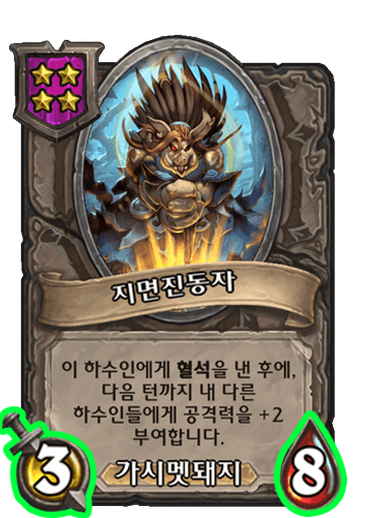 지면진동자
이 하수인에게 혈석을 낸 후에,
다음 턴까지 내 다른
하수인들에게 공격력을 +2
부여합니다.
3
가시멧돼지
8